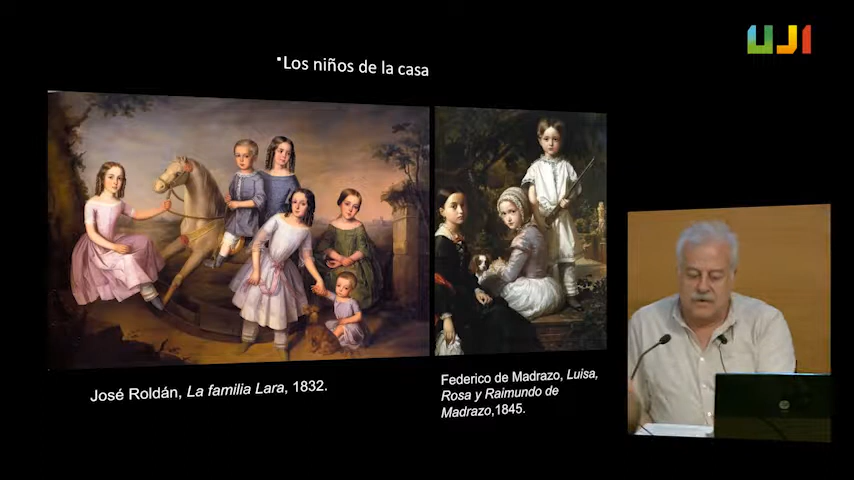 UJI
•Los niños de la casa
José Roldán, La familia Lara, 1832.
Federico de Madrazo, Luisa,
Rosa y Raimundo de
Madrazo,1845.